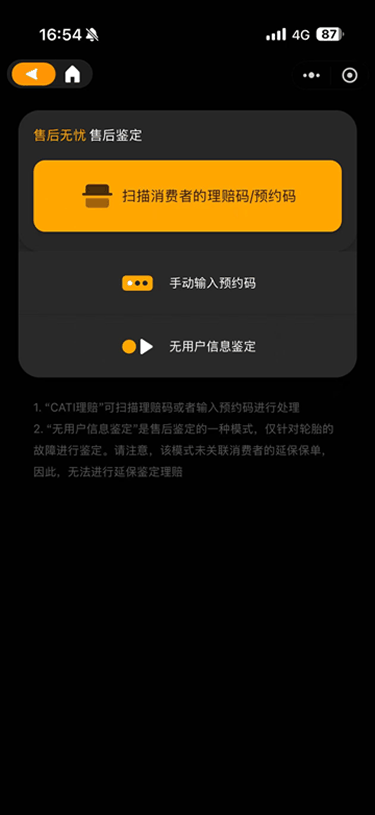 16:54
4G 87
售后无忧 售后鉴定
扫描消费者的理赔码/预约码
手动输入预约码
无用户信息鉴定
1. “CATI理赔”可扫描理赔码或者输入预约码进行处理
2. “无用户信息鉴定”是售后鉴定的一种模式，仅针对轮胎的
故障进行鉴定。请注意，该模式未关联消费者的延保保单，
因此，无法进行延保鉴定理赔